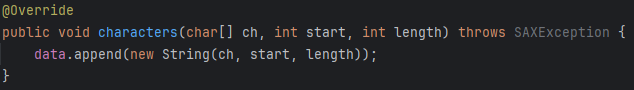 @Override
public void characters(char[] ch, int start, int length) throws SAXException {
    data.append(new String(ch, start, length));
}